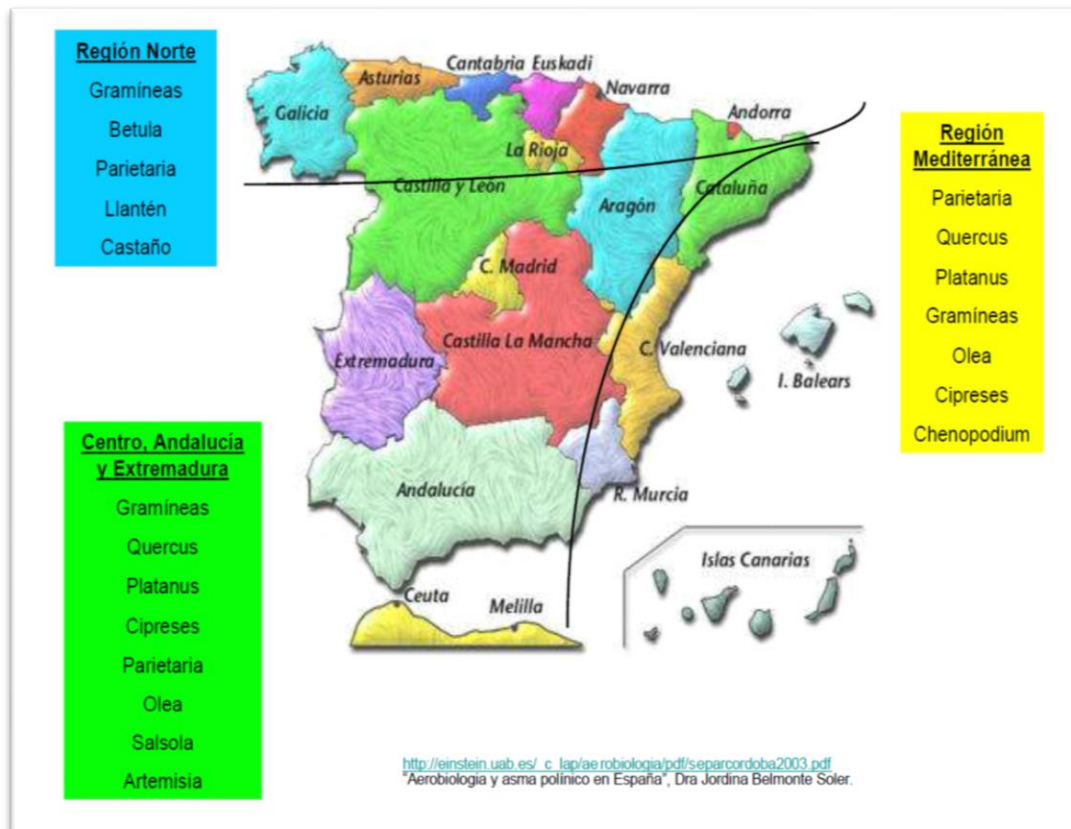 Región Norte
Gramíneas
Betula
Parietaria
Llantén
Castaño
Cantabria Euskadi
Asturias
Navarra
Galicia
Andorra
La Rioja
Castilla y León
Cataluña
Aragón
C. Madrid
Castilla La Mancha
Extremadura
C. Valenciana
I. Balears
Andalucía
R. Murcia
Islas Canarias
Ceuta
Melilla
Región
Mediterránea
Parietaria
Quercus
Platanus
Gramíneas
Olea
Cipreses
Chenopodium
Centro, Andalucía
y Extremadura
Gramíneas
Quercus
Platanus
Cipreses
Parietaria
Olea
Salsola
Artemisia
http://einstein.uab.es/_c_lap/aerobiologia/pdf/separcordoba2003.pdf
"Aerobiologia y asma polínico en España", Dra Jordina Belmonte Soler.